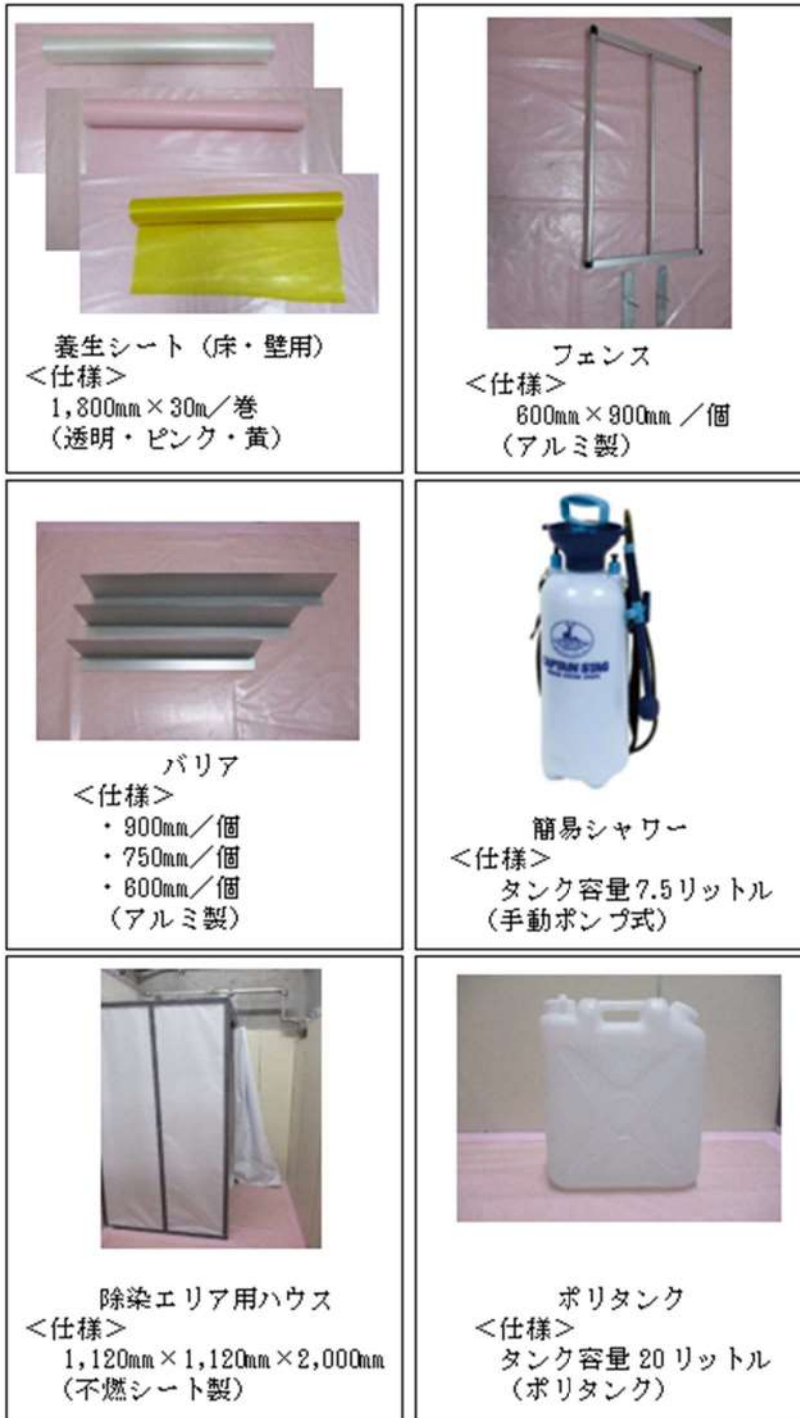 養生シート（床・壁用）
＜仕様＞
1,800mm×30m／巻
（透明・ピンク・黄）
フェンス
＜仕様＞
600mm×900mm／個
（アルミ製）
バリア
＜仕様＞
・900mm／個
・750mm／個
・600mm／個
（アルミ製）
CAPTAIN STAG
簡易シャワー
＜仕様＞
タンク容量7.5リットル
（手動ポンプ式）
除染エリア用ハウス
＜仕様＞
1,120mm×1,120mm×2,000mm
（不燃シート製）
ポリタンク
＜仕様＞
タンク容量 20 リットル
（ポリタンク）